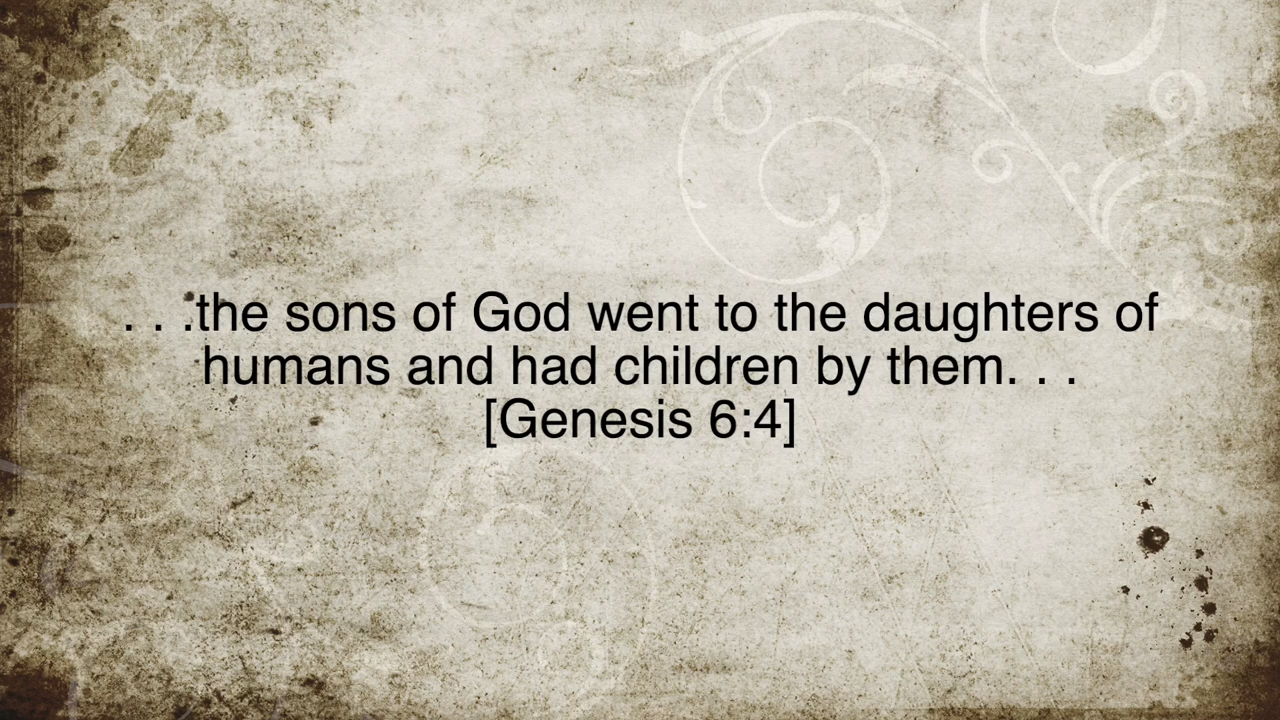 . . .the sons of God went to the daughters of
humans and had children by them. . .
[Genesis 6:4]